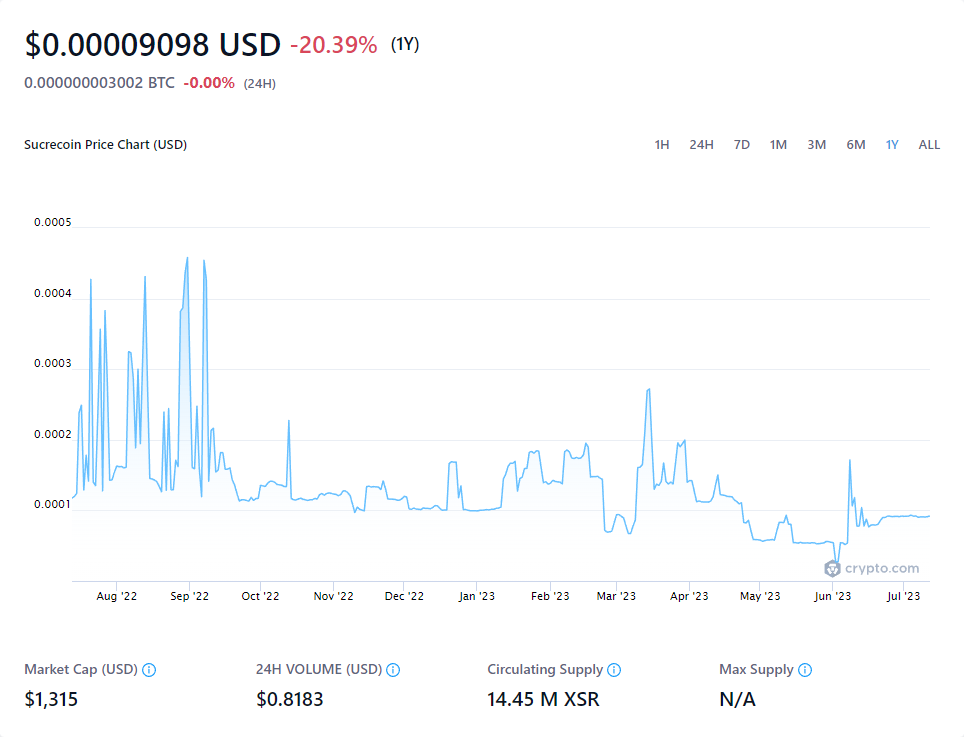 $0.00009098 USD -20.39% (1Y)
0.000000003002 BTC -0.00% (24H)
Sucrecoin Price Chart (USD) 1H 24H 7D 1M 3M 6M 1Y ALL
0.0005
0.0004
0.0003
0.0002
0.0001
crypto.com
Aug '22 Sep '22 Oct '22 Nov '22 Dec '22 Jan '23 Feb '23 Mar '23 Apr '23 May '23 Jun '23 Jul '23
Market Cap (USD) 24H VOLUME (USD) Circulating Supply Max Supply
$1,315 $0.8183 14.45 M XSR N/A